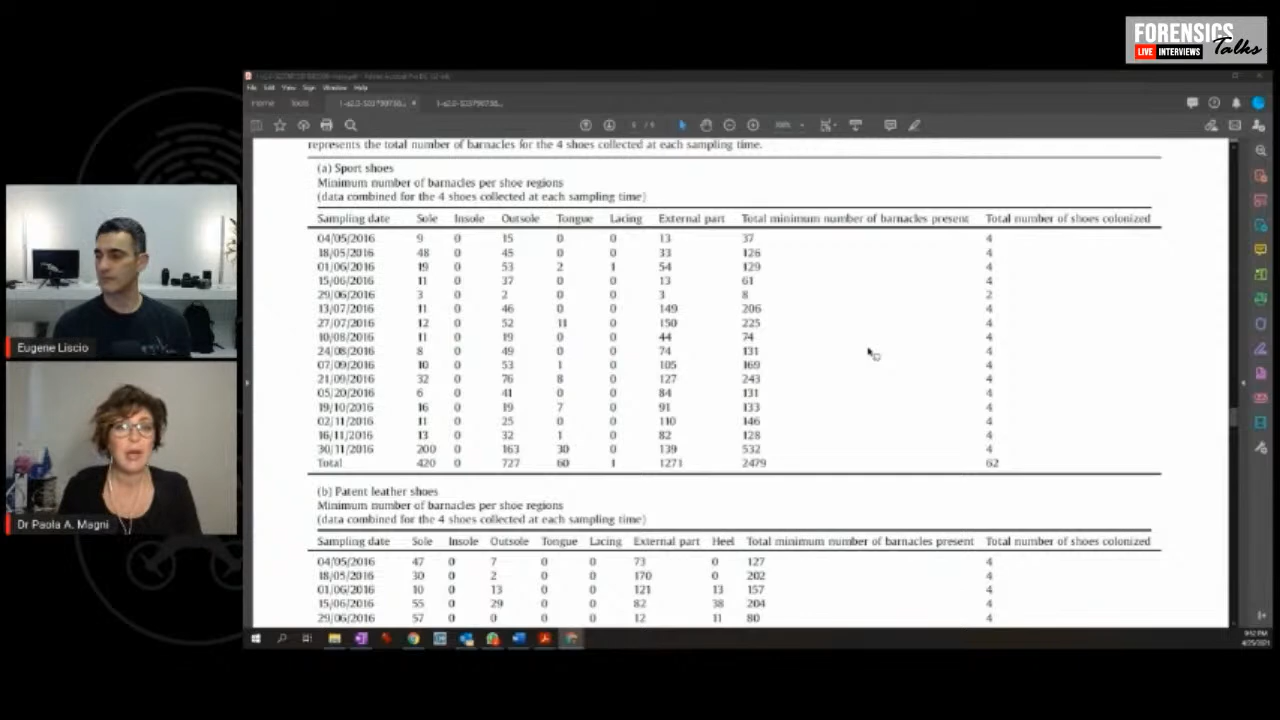 FORENSICS
LIVE INTERVIEWS Talks
File Edit View Sign Window Help
Home Tools
represents the total number of barnacles for the 4 shoes collected at each sampling time.
(a) Sport shoes
Minimum number of barnacles per shoe regions
(data combined for the 4 shoes collected at each sampling time)
Sampling date Sole Insole Outsole Tongue Lacing External part Total minimum number of barnacles present Total number of shoes colonized
04/05/2016 9 0 15 0 0 13 37 4
18/05/2016 48 0 45 0 0 33 126 4
01/06/2016 19 0 53 2 1 54 129 4
15/06/2016 11 0 37 0 0 13 61 4
29/06/2016 3 0 2 0 0 3 8 2
13/07/2016 11 0 46 0 0 149 206 4
27/07/2016 12 0 52 11 0 150 225 4
10/08/2016 11 0 19 0 0 44 74 4
24/08/2016 8 0 49 0 0 74 131 4
07/09/2016 10 0 53 1 0 105 169 4
21/09/2016 32 0 76 8 0 127 243 4
05/20/2016 6 0 41 0 0 84 131 4
19/10/2016 16 0 19 7 0 91 133 4
02/11/2016 11 0 25 0 0 110 146 4
16/11/2016 13 0 32 1 0 82 128 4
30/11/2016 200 0 163 30 0 139 532 4
Total 420 0 727 60 1 1271 2479 62
(b) Patent leather shoes
Minimum number of barnacles per shoe regions
(data combined for the 4 shoes collected at each sampling time)
Sampling date Sole Insole Outsole Tongue Lacing External part Heel Total minimum number of barnacles present Total number of shoes colonized
04/05/2016 47 0 7 0 0 73 0 127 4
18/05/2016 30 0 2 0 0 170 0 202 4
01/06/2016 10 0 13 0 0 121 13 157 4
15/06/2016 55 0 29 0 0 82 38 204 4
29/06/2016 57 0 0 0 0 12 11 80 4
Eugene Liscio
Dr Paola A. Magni